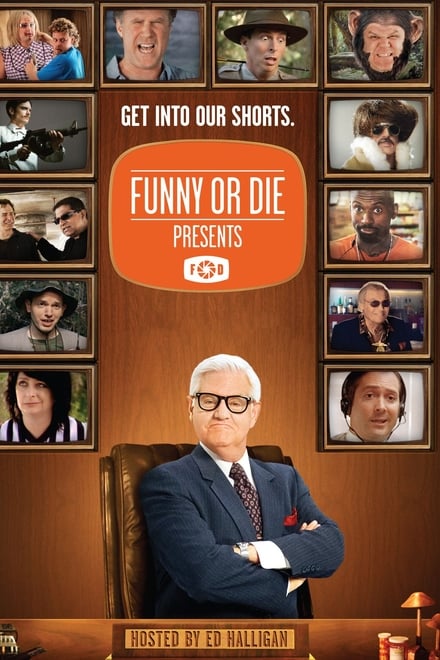 GET INTO OUR SHORTS.
FUNNY OR DIE
PRESENTS
F D
HOSTED BY ED HALLIGAN